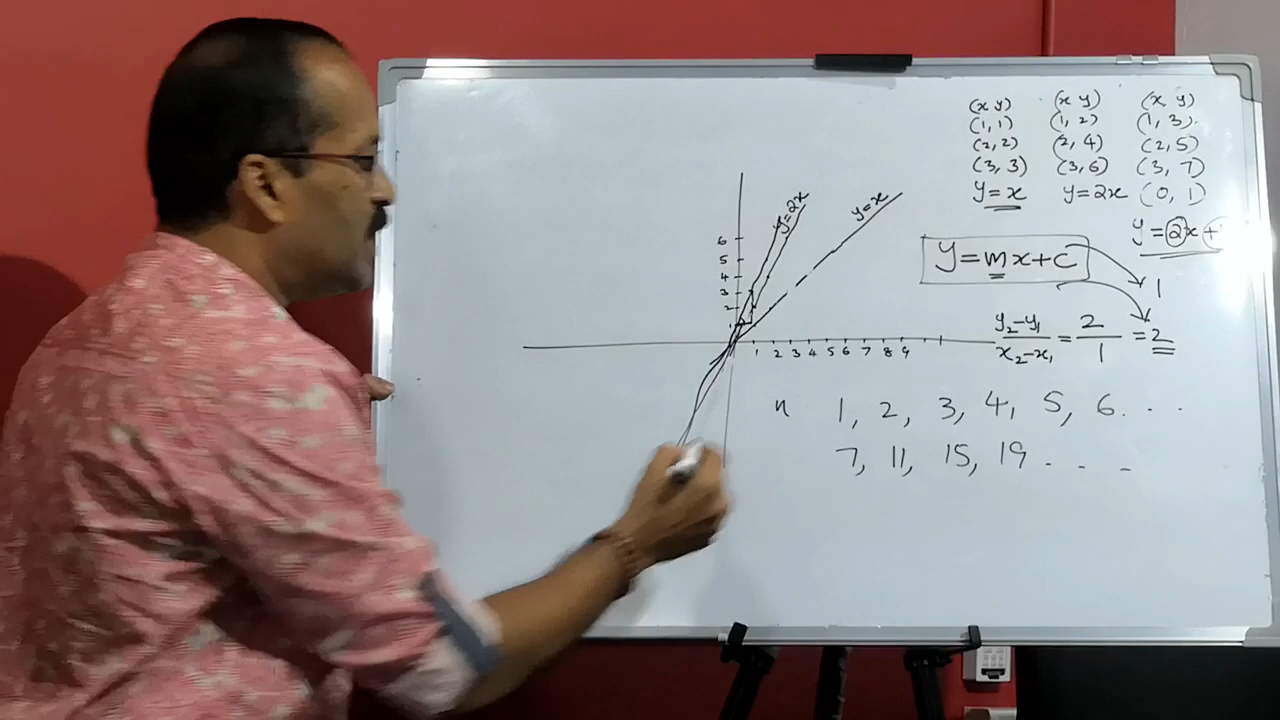 (x y) (x y) (x y)
(1, 1) (1, 2) (1, 3).
(2, 2) (2, 4) (2, 5)
(3, 3) (3, 6) (3, 7)
y=x y=2x (0, 1)
y=2x+
y=mx+c
1
y₂-y₁/x₂-x₁ = 2/1 = 2
y=2x
y=x
6
5
4
3
2
1
1 2 3 4 5 6 7 8 9
n 1, 2, 3, 4, 5, 6...
7, 11, 15, 19....